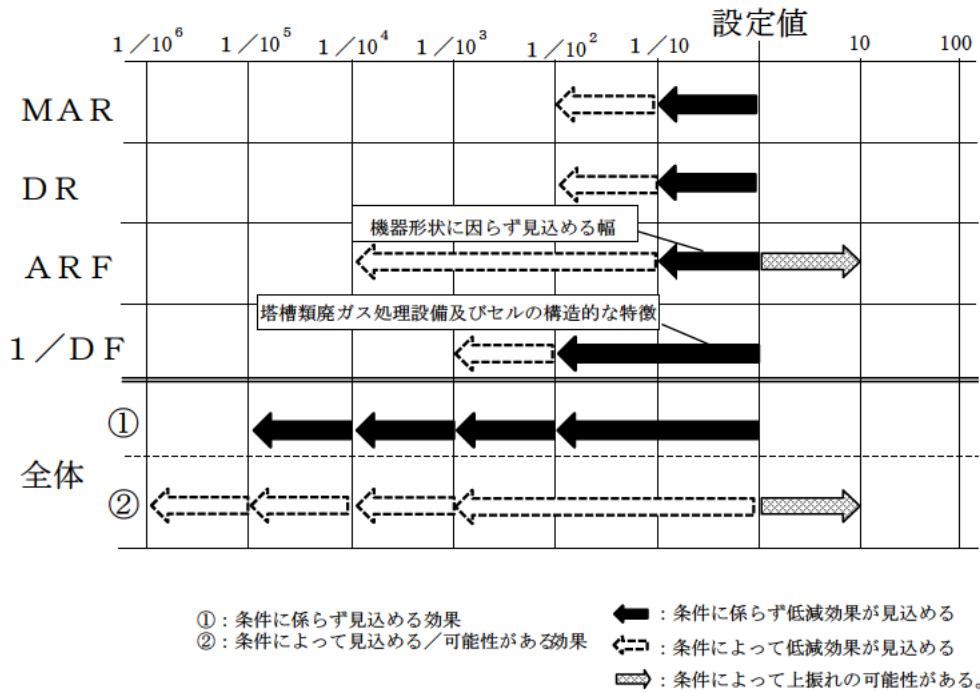 設定値
1／10⁶ 1／10⁵ 1／10⁴ 1／10³ 1／10² 1／10 10 100
ＭＡＲ
ＤＲ
機器形状に因らず見込める幅
ＡＲＦ
塔槽類廃ガス処理設備及びセルの構造的な特徴
１／ＤＦ
①
全体
②
①：条件に係らず見込める効果
②：条件によって見込める／可能性がある効果
：条件に係らず低減効果が見込める
：条件によって低減効果が見込める
：条件によって上振れの可能性がある。